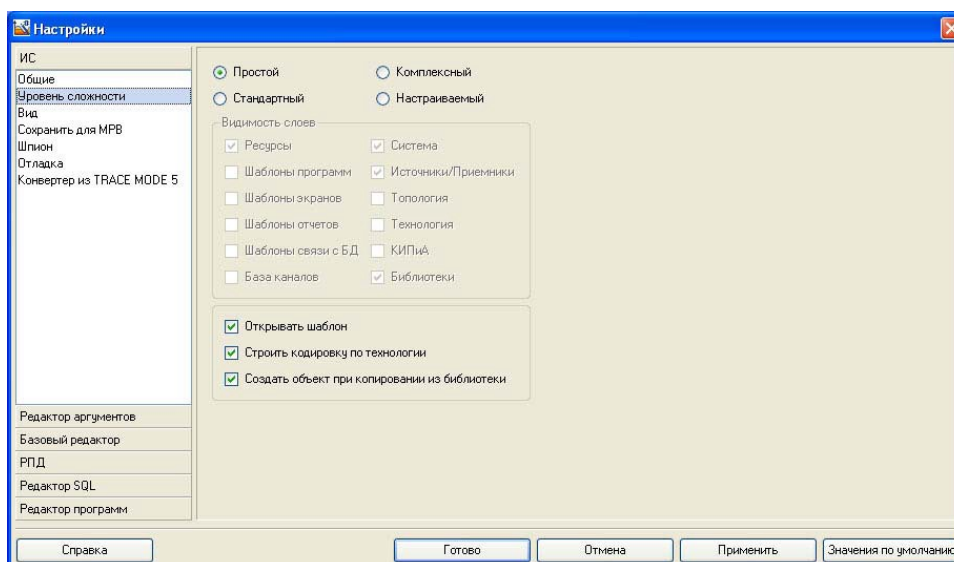 Настройки
ИС
Общие
Уровень сложности
Вид
Сохранить для МРВ
Шпион
Отладка
Конвертер из TRACE MODE 5
Редактор аргументов
Базовый редактор
РПД
Редактор SQL
Редактор программ
Простой Комплексный
Стандартный Настраиваемый
Видимость слоев
Ресурсы Система
Шаблоны программ Источники/Приемники
Шаблоны экранов Топология
Шаблоны отчетов Технология
Шаблоны связи с БД КИПиА
База каналов Библиотеки
Открывать шаблон
Строить кодировку по технологии
Создать объект при копировании из библиотеки
Справка Готово Отмена Применить Значения по умолчанию